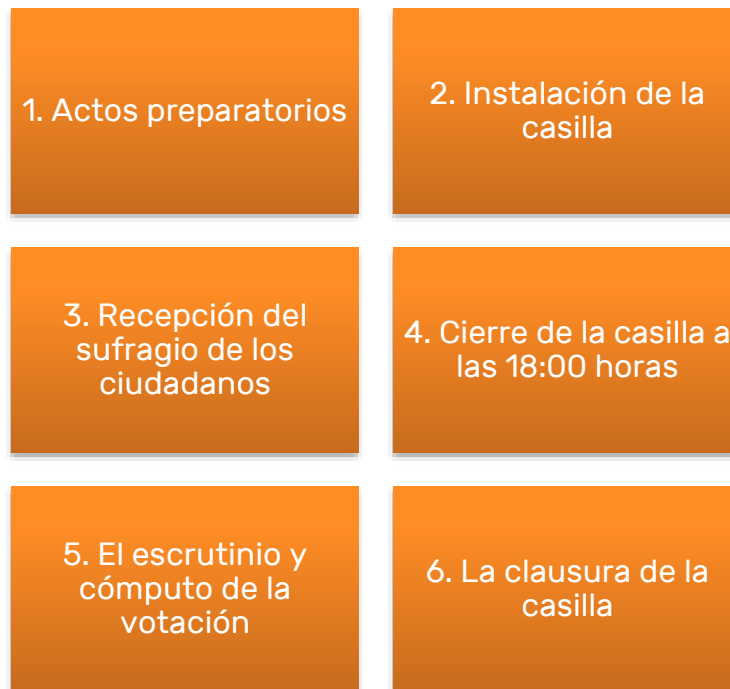 1. Actos preparatorios
2. Instalación de la
casilla
3. Recepción del
sufragio de los
ciudadanos
4. Cierre de la casilla a
las 18:00 horas
5. El escrutinio y
cómputo de la
votación
6. La clausura de la
casilla